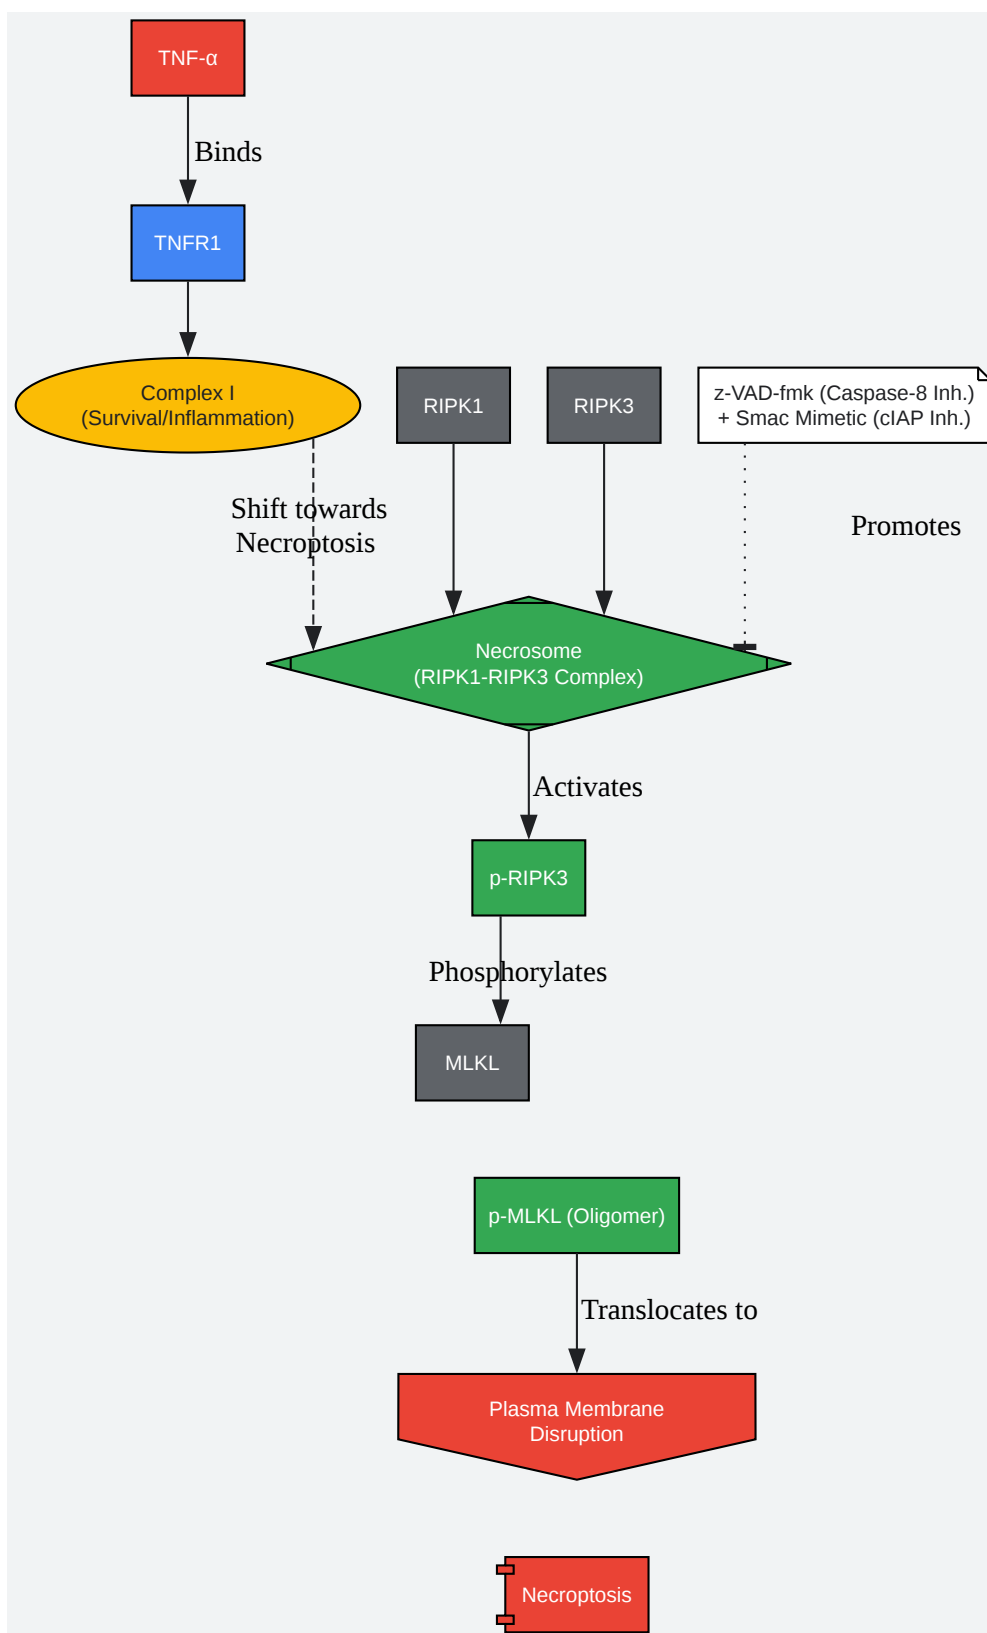 TNF-α
Binds
TNFR1
Complex I
(Survival/Inflammation)
RIPK1
RIPK3
z-VAD-fmk (Caspase-8 Inh.)
+ Smac Mimetic (cIAP Inh.)
Shift towards
Necroptosis
Promotes
Necrosome
(RIPK1-RIPK3 Complex)
Activates
p-RIPK3
Phosphorylates
MLKL
p-MLKL (Oligomer)
Translocates to
Plasma Membrane
Disruption
Necroptosis